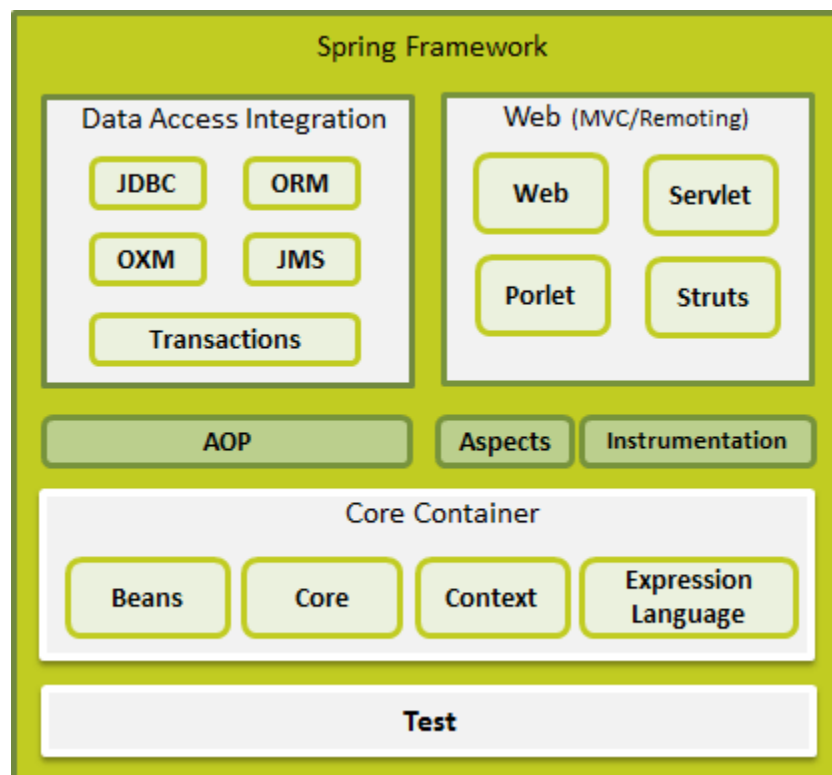 Spring Framework
Data Access Integration
JDBC
ORM
OXM
JMS
Transactions
Web (MVC/Remoting)
Web
Servlet
Porlet
Struts
AOP
Aspects
Instrumentation
Core Container
Beans
Core
Context
Expression
Language
Test